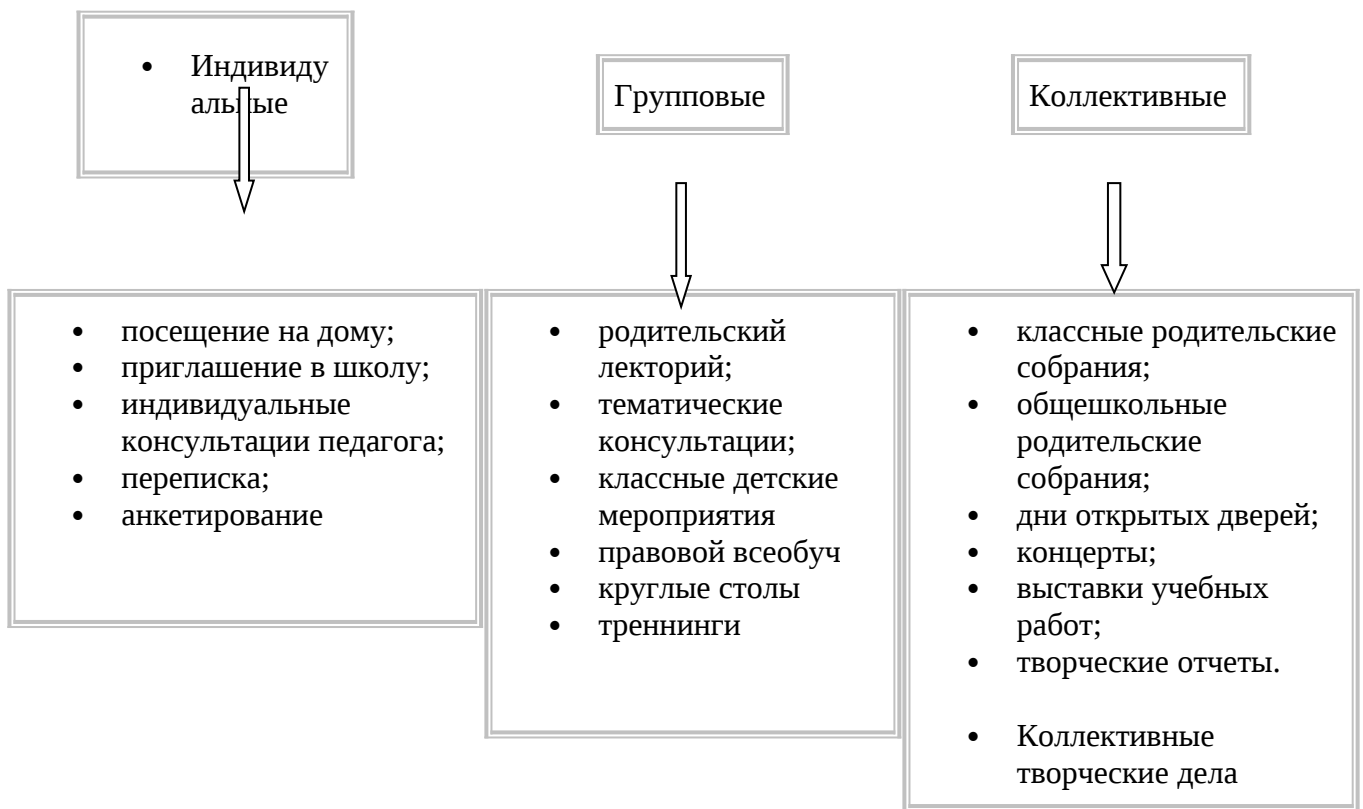 • Индивиду
альные
Групповые
Коллективные
• посещение на дому;
• приглашение в школу;
• индивидуальные
консультации педагога;
• переписка;
• анкетирование
• родительский
лекторий;
• тематические
консультации;
• классные детские
мероприятия
• правовой всеобуч
• круглые столы
• треннинги
• классные родительские
собрания;
• общешкольные
родительские
собрания;
• дни открытых дверей;
• концерты;
• выставки учебных
работ;
• творческие отчеты.
• Коллективные
творческие дела